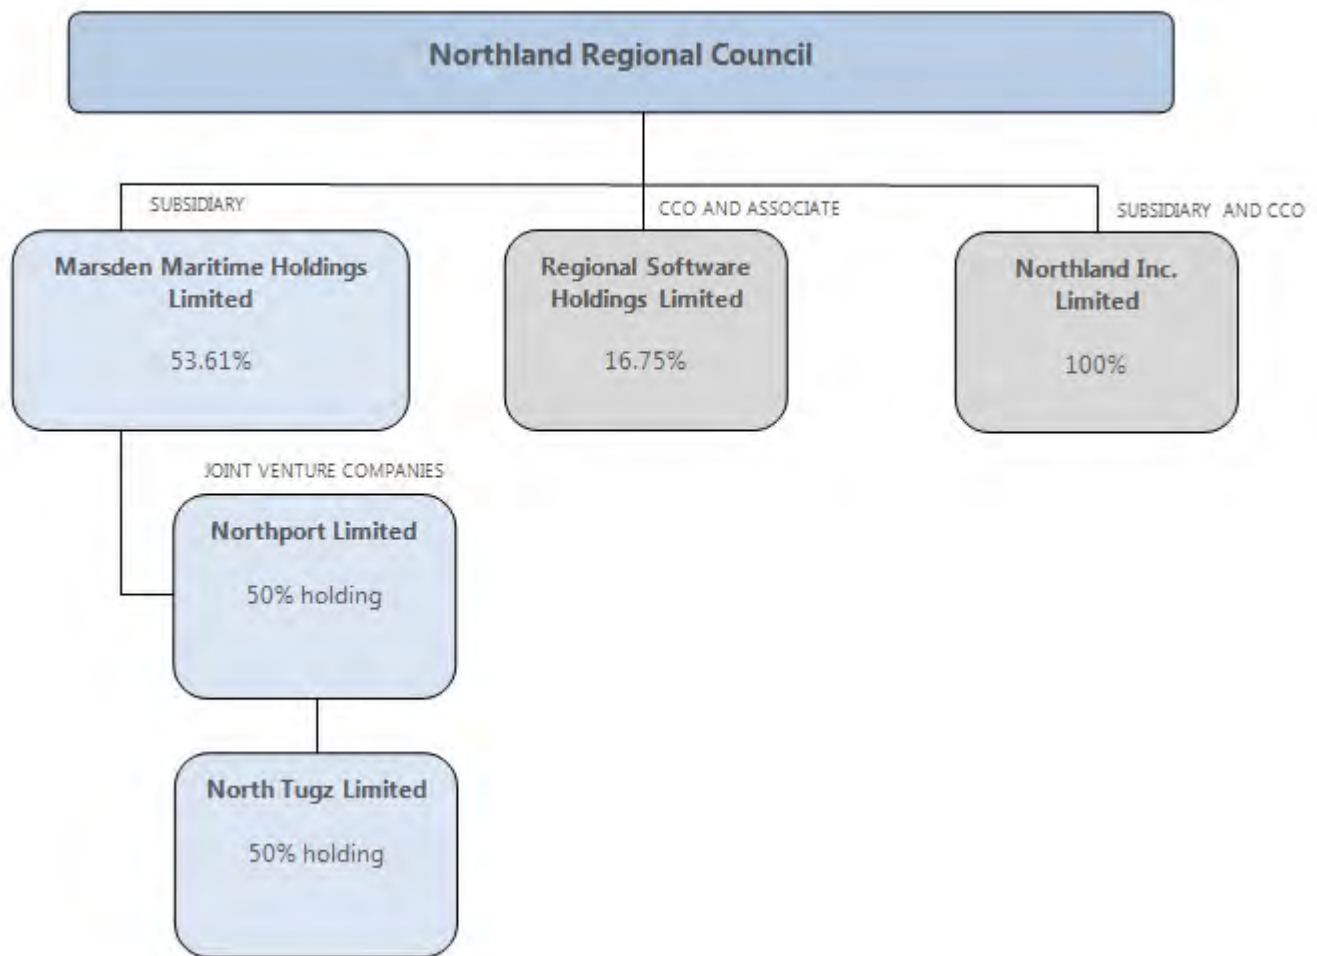 Northland Regional Council
SUBSIDIARY
CCO AND ASSOCIATE
SUBSIDIARY AND CCO
Marsden Maritime Holdings
Limited
53.61%
Regional Software
Holdings Limited
16.75%
Northland Inc.
Limited
100%
JOINT VENTURE COMPANIES
Northport Limited
50% holding
North Tugz Limited
50% holding